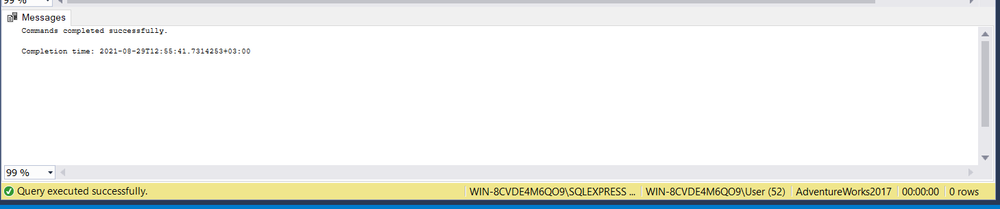 99 %
Messages
Commands completed successfully.
Completion time: 2021-08-29T12:55:41.7314253+03:00
99 %
Query executed successfully.
WIN-8CVDE4M6QO9\SQLEXPRESS ...
WIN-8CVDE4M6QO9\User (52)
AdventureWorks2017
00:00:00
0 rows